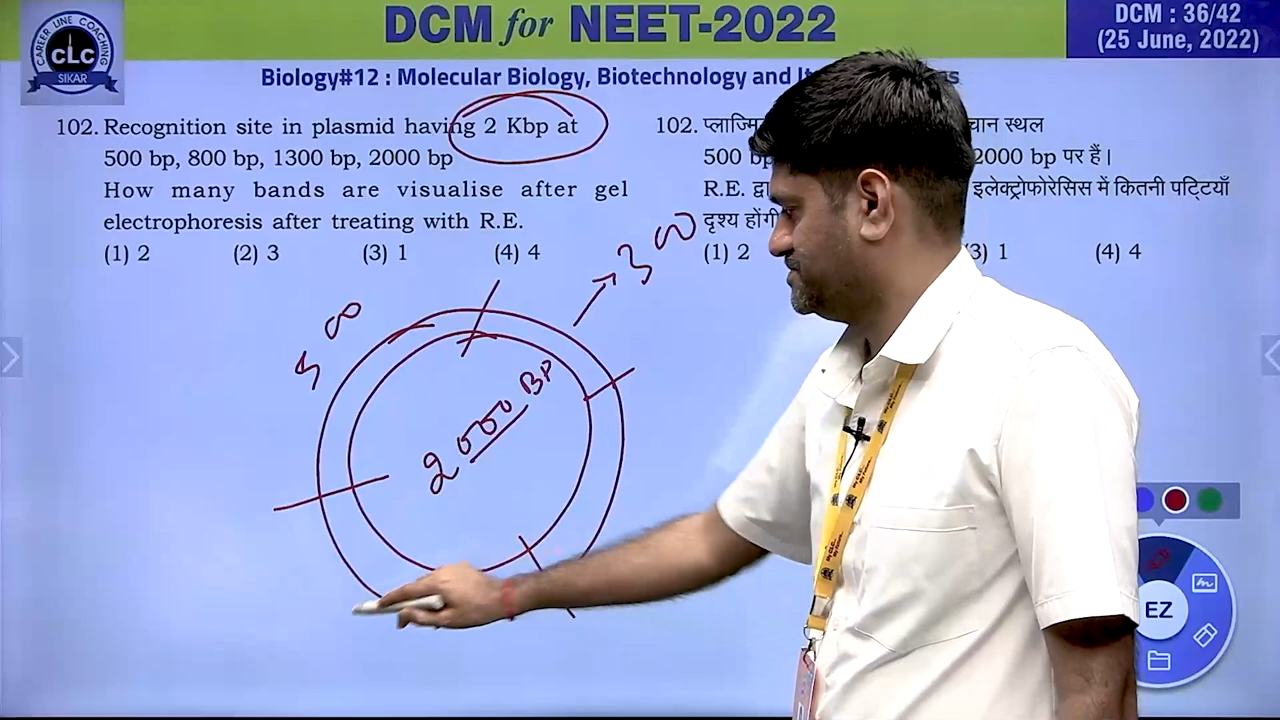 DCM for NEET-2022
DCM : 36/42
(25 June, 2022)
CAREER LINE COACHING
CLC
SIKAR
Biology#12 : Molecular Biology, Biotechnology and
102. Recognition site in plasmid having 2 Kbp at
500 bp, 800 bp, 1300 bp, 2000 bp
How many bands are visualise after gel
electrophoresis after treating with R.E.
(1) 2 (2) 3 (3) 1 (4) 4
102. स्थल
500 2000 bp पर हैं।
R.E. इलेक्ट्रोफोरेसिस में कितनी पट्टियाँ
दृश्य होंगी
(1) 2 (3) 1 (4) 4
500
300
2000 BP
EZ